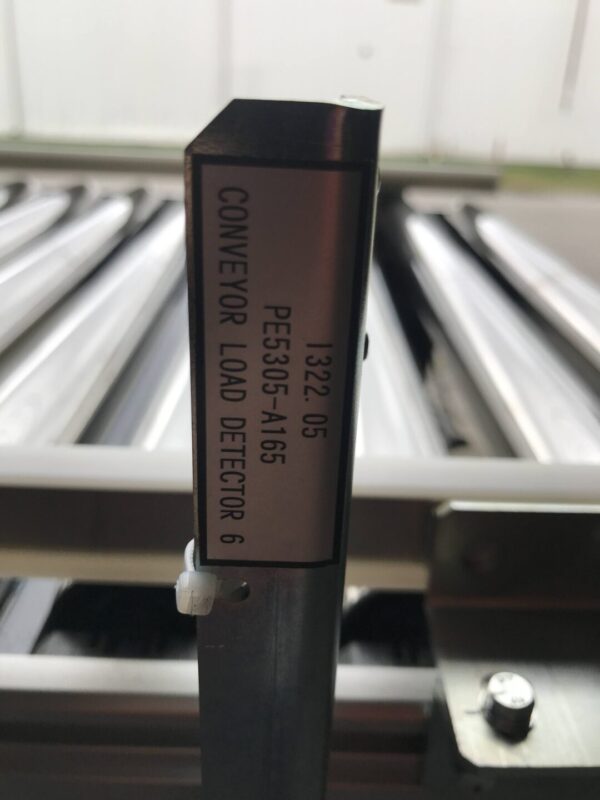 1322.05
PE5305-A165
CONVEYOR LOAD DETECTOR 6